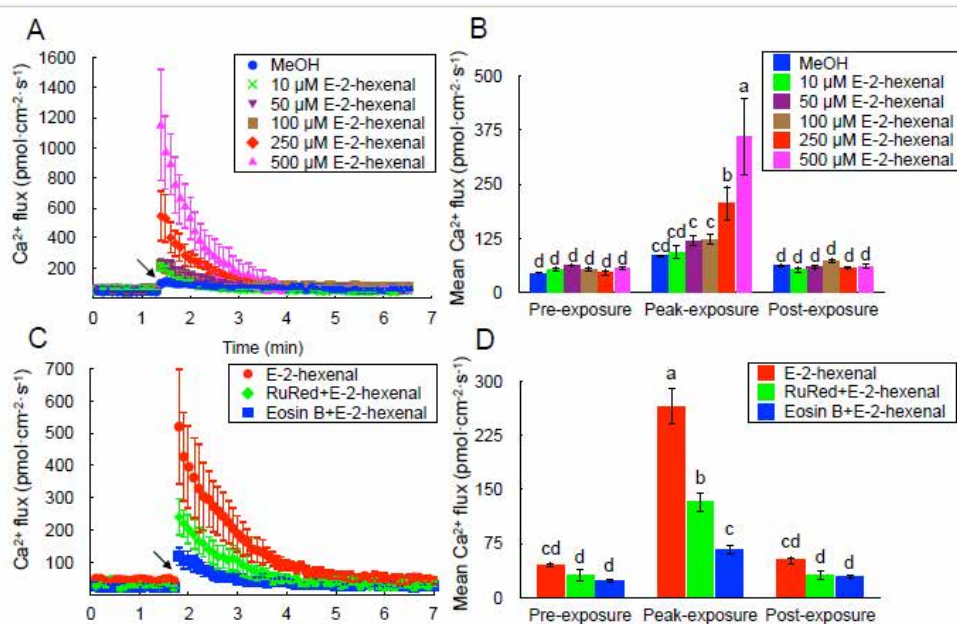 A
Ca²⁺ flux (pmol·cm⁻²·s⁻¹)
1600
1400
1200
1000
800
600
400
200
MeOH
10 µM E-2-hexenal
50 µM E-2-hexenal
100 µM E-2-hexenal
250 µM E-2-hexenal
500 µM E-2-hexenal
0 1 2 3 4 5 6 7
Time (min)
B
Mean Ca²⁺ flux (pmol·cm⁻²·s⁻¹)
500
375
250
125
0
MeOH
10 µM E-2-hexenal
50 µM E-2-hexenal
100 µM E-2-hexenal
250 µM E-2-hexenal
500 µM E-2-hexenal
d d d d d d
cd cd c c b a
d d d d d d
Pre-exposure Peak-exposure Post-exposure
C
Ca²⁺ flux (pmol·cm⁻²·s⁻¹)
700
600
500
400
300
200
100
E-2-hexenal
RuRed+E-2-hexenal
Eosin B+E-2-hexenal
0 1 2 3 4 5 6 7
D
Mean Ca²⁺ flux (pmol·cm⁻²·s⁻¹)
300
225
150
75
0
E-2-hexenal
RuRed+E-2-hexenal
Eosin B+E-2-hexenal
cd d d
a b c
cd d d
Pre-exposure Peak-exposure Post-exposure